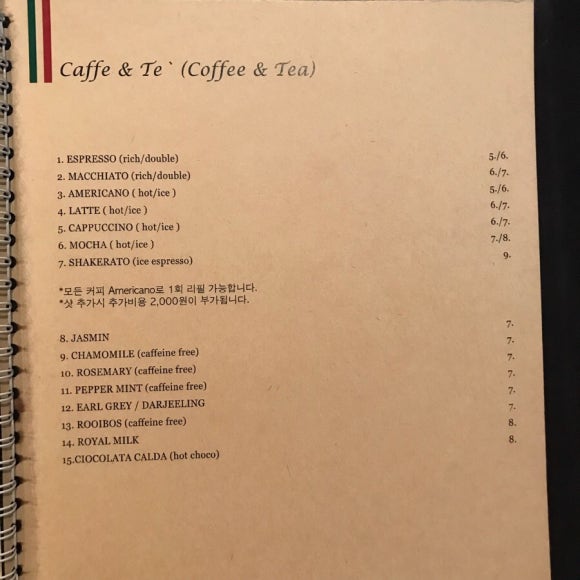 Caffe & Te` (Coffee & Tea)
1. ESPRESSO (rich/double) 5./6.
2. MACCHIATO (rich/double) 6./7.
3. AMERICANO ( hot/ice ) 5./6.
4. LATTE ( hot/ice ) 6./7.
5. CAPPUCCINO ( hot/ice ) 6./7.
6. MOCHA ( hot/ice ) 7./8.
7. SHAKERATO (ice espresso) 9.
*모든 커피 Americano로 1회 리필 가능합니다.
*샷 추가시 추가비용 2,000원이 부가됩니다.
8. JASMIN 7.
9. CHAMOMILE (caffeine free) 7.
10. ROSEMARY (caffeine free) 7.
11. PEPPER MINT (caffeine free) 7.
12. EARL GREY / DARJEELING 7.
13. ROOIBOS (caffeine free) 7.
14. ROYAL MILK 8.
15.CIOCOLATA CALDA (hot choco) 8.